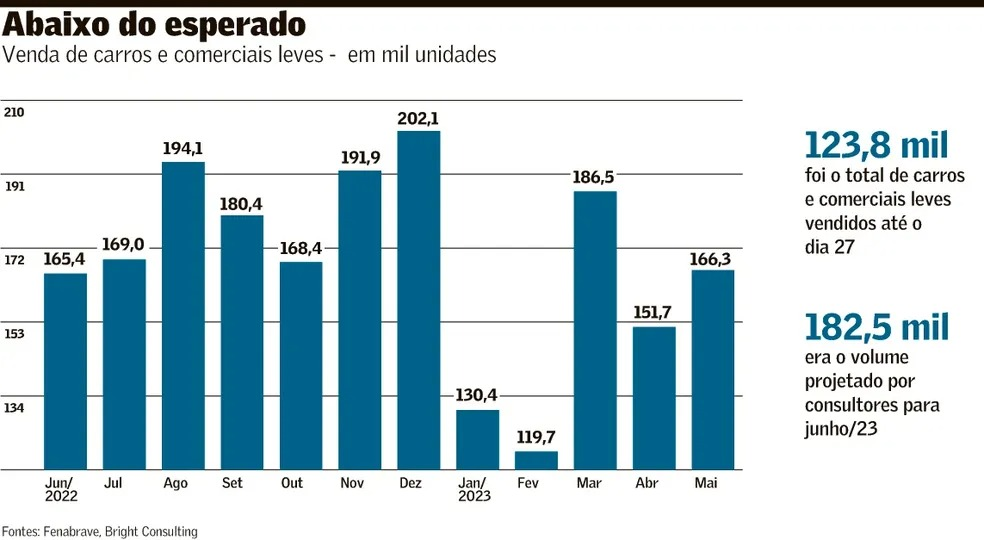 Abaixo do esperado
Venda de carros e comerciais leves - em mil unidades
210
191
172
153
134
165,4
169,0
194,1
180,4
168,4
191,9
202,1
130,4
119,7
186,5
151,7
166,3
Jun/
2022
Jul
Ago
Set
Out
Nov
Dez
Jan/
2023
Fev
Mar
Abr
Mai
123,8 mil
foi o total de carros
e comerciais leves
vendidos até o
dia 27
182,5 mil
era o volume
projetado por
consultores para
junho/23
Fontes: Fenabrave, Bright Consulting